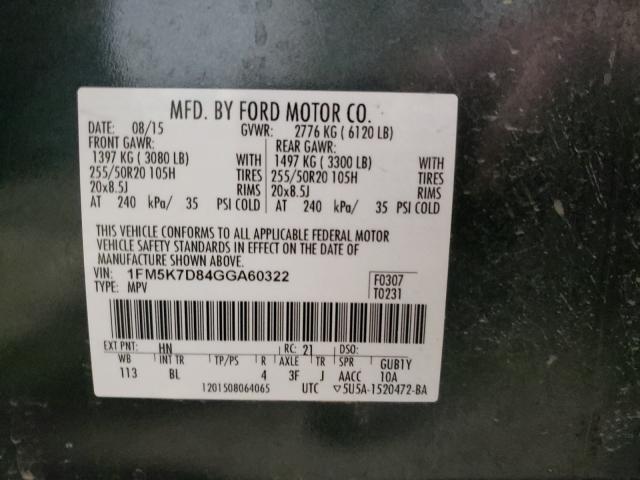 MFD. BY FORD MOTOR CO.
DATE: 08/15 GVWR: 2776 KG ( 6120 LB)
FRONT GAWR: REAR GAWR:
1397 KG ( 3080 LB) WITH 1497 KG ( 3300 LB) WITH
255/50R20 105H TIRES 255/50R20 105H TIRES
20x8.5J RIMS 20x8.5J RIMS
AT 240 kPa/ 35 PSI COLD AT 240 kPa/ 35 PSI COLD
THIS VEHICLE CONFORMS TO ALL APPLICABLE FEDERAL MOTOR
VEHICLE SAFETY STANDARDS IN EFFECT ON THE DATE OF
MANUFACTURE SHOWN ABOVE.
VIN: 1FM5K7D84GGA60322 F0307
TYPE: MPV T0231
EXT PNT: HN RC: 21 DSO:
WB INT TR TP/PS R AXLE TR SPR GUB1Y
113 BL 4 3F J AACC 10A
1201508064065 UTC ▽5U5A-1520472-BA